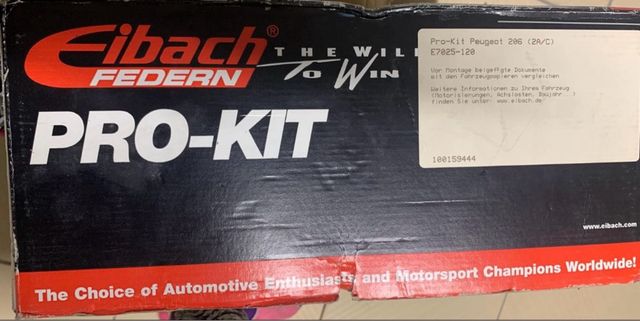 Eibach®
FEDERN
THE WILL
TO WIN
PRO-KIT
Pro-Kit Peugeot 206 (2A/C)
E7025-120
Vor Montage beigefügte Dokumente
mit den Fahrzeugpapieren vergleichen
Weitere Informationen zu Ihres Fahrzeug
(Motorisierungen, Achslasten, Baujahr ...)
finden Sie unter: www.eibach.de
100159444
www.eibach.com
The Choice of Automotive Enthusiasts and Motorsport Champions Worldwide!